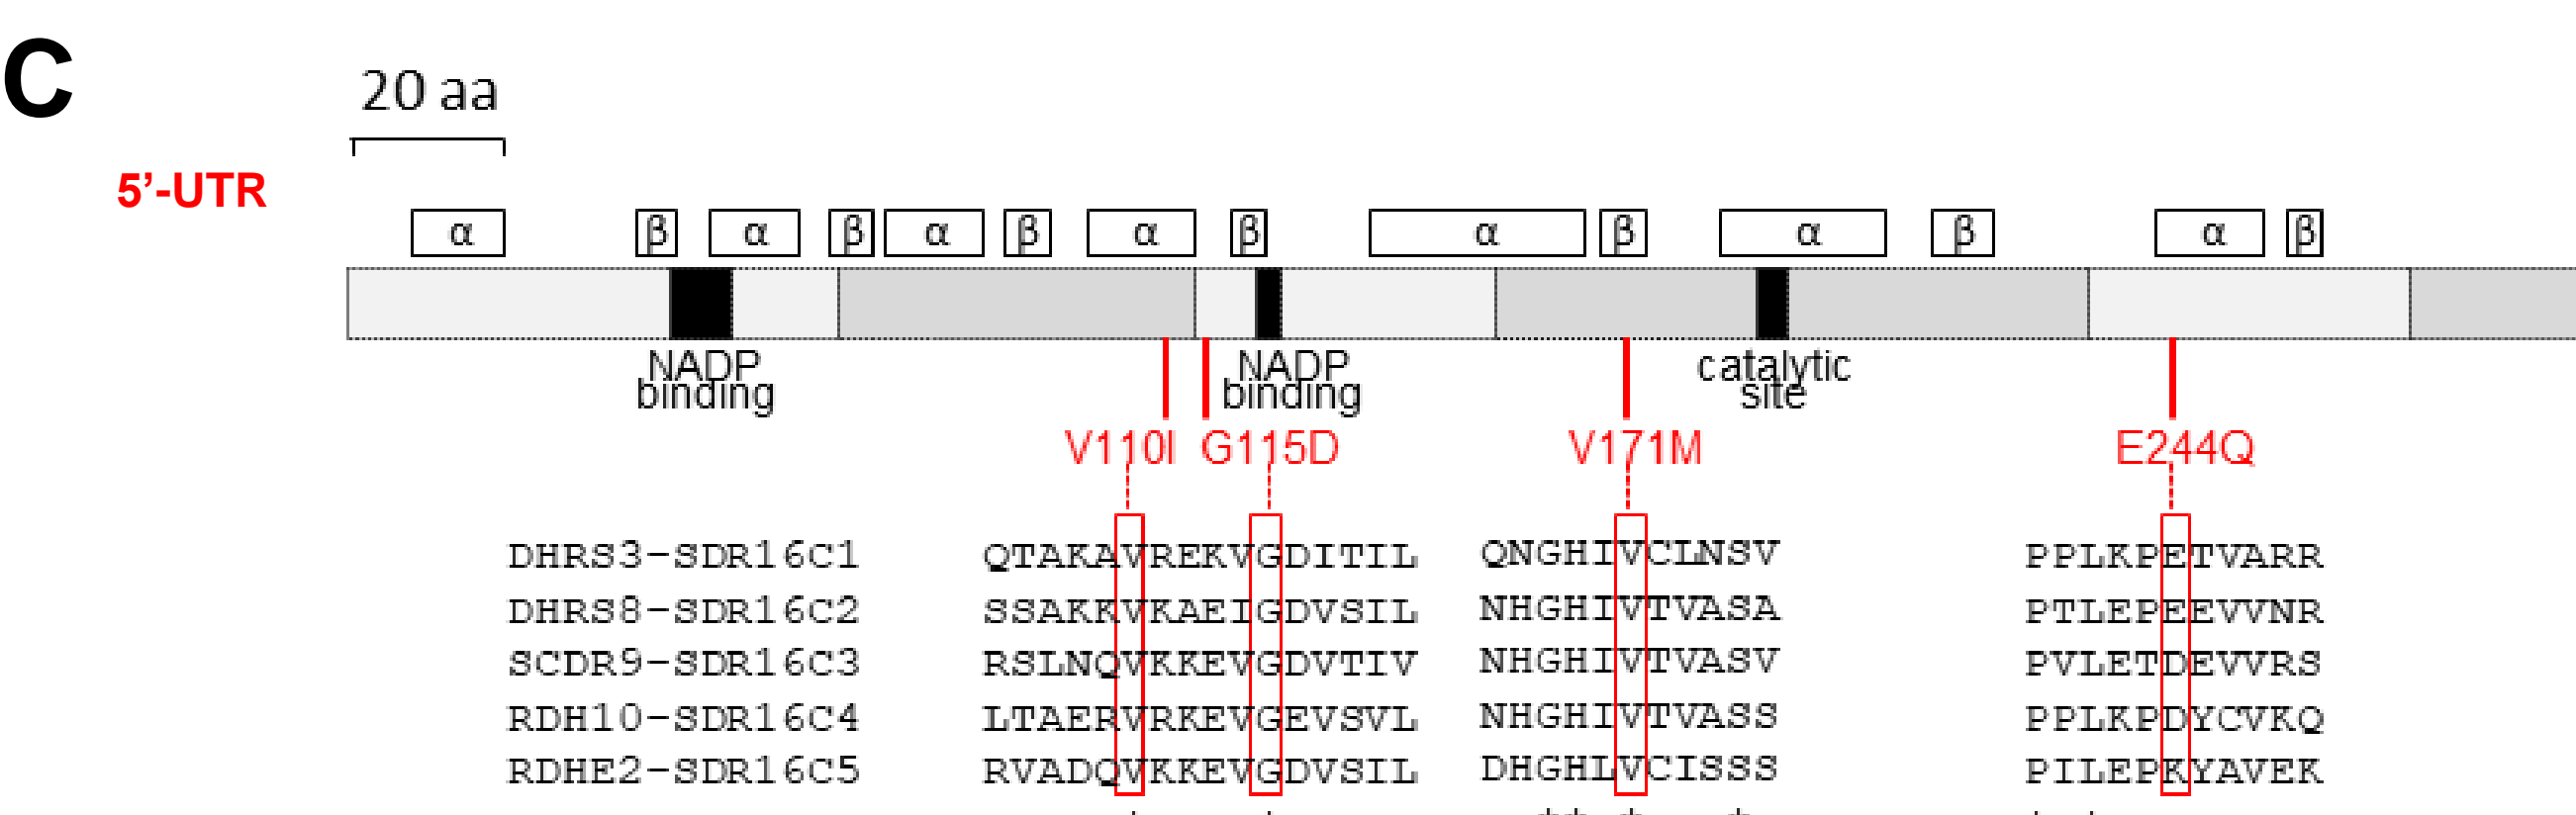 C
20 aa
5’-UTR
α β α β α β α β α β α β α β
NADP binding
NADP binding
catalytic site
V110I G115D V171M E244Q
DHRS3-SDR16C1 QTAKAVREKVGDITIL QNGHIVCLNSV PPLKPETVARR
DHRS8-SDR16C2 SSAKKVKAEIGDVSIL NHGHIVTVASA PTLEPEEVVNR
SCDR9-SDR16C3 RSLNQVKKEVGDVTIV NHGHIVTVASV PVLETDEVVRS
RDH10-SDR16C4 LTAERVRKEVGEVSVL NHGHIVTVASS PPLKPDYCVKQ
RDHE2-SDR16C5 RVADQVKKEVGDVSIL DHGHLVCISSS PILEPKYAVEK